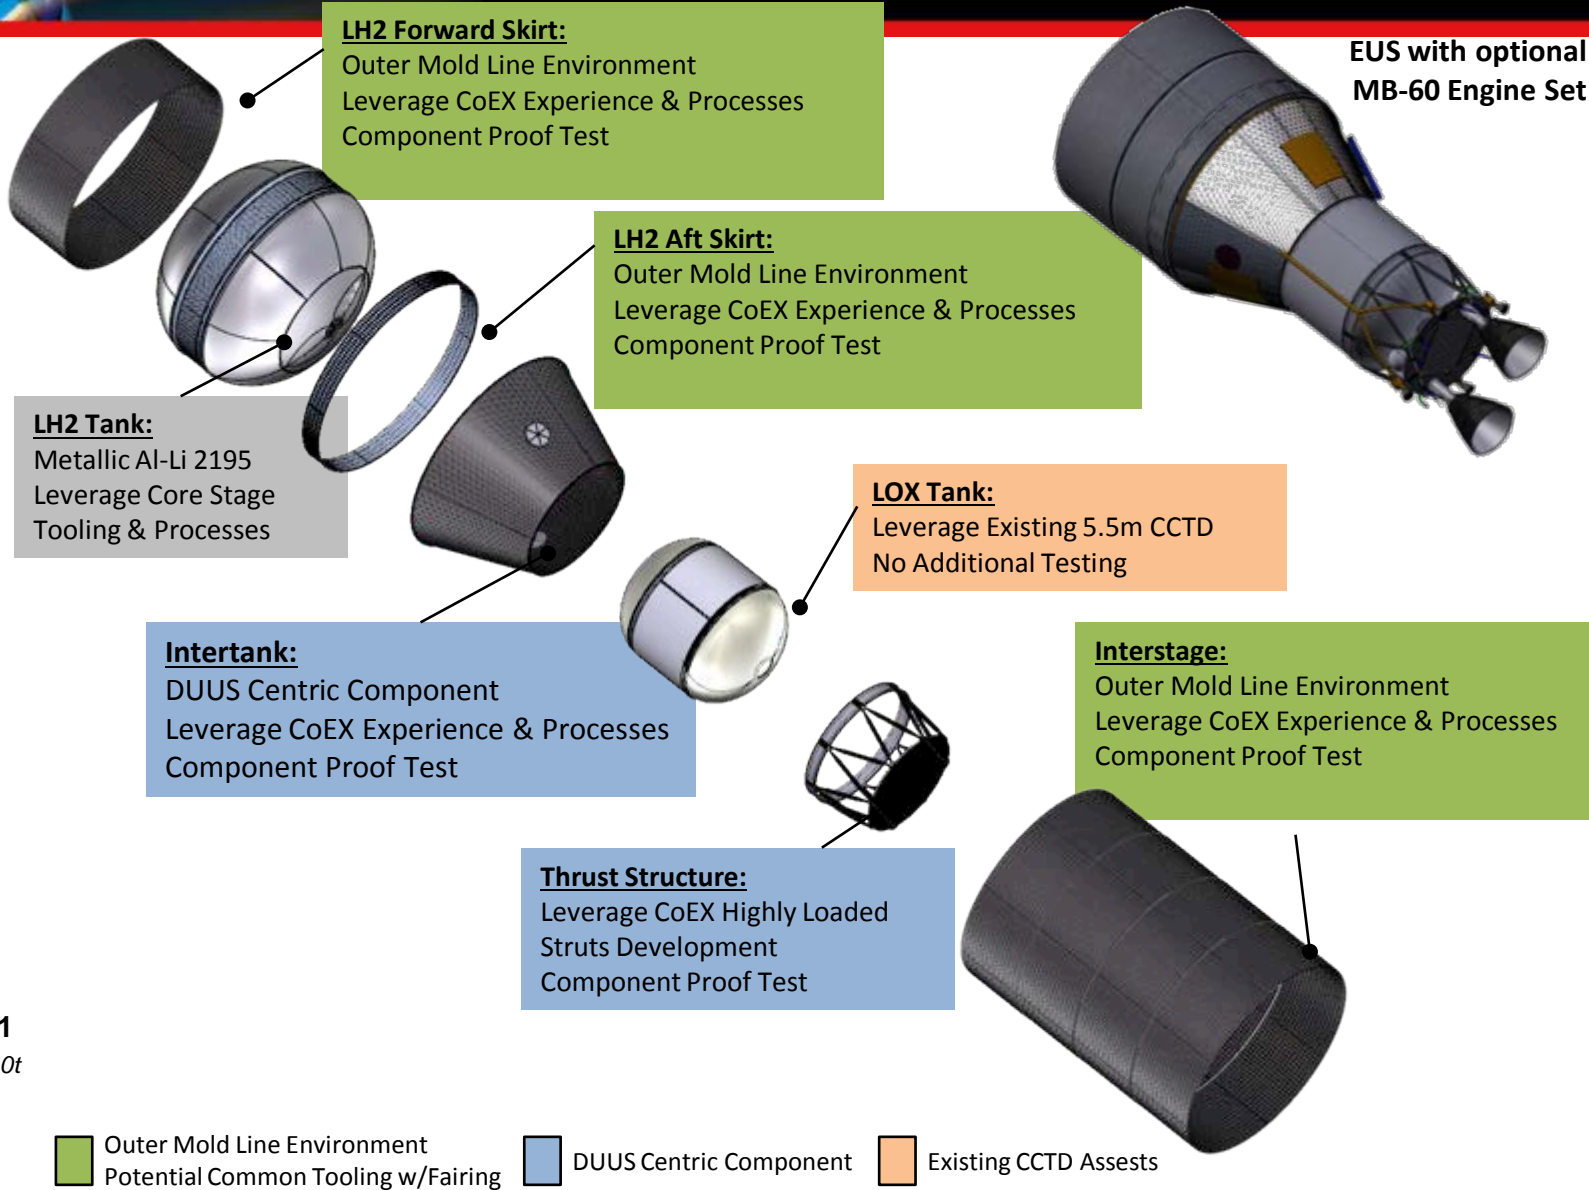 LH2 Forward Skirt:
Outer Mold Line Environment
Leverage CoEX Experience & Processes
Component Proof Test
EUS with optional
MB-60 Engine Set
LH2 Aft Skirt:
Outer Mold Line Environment
Leverage CoEX Experience & Processes
Component Proof Test
LH2 Tank:
Metallic Al-Li 2195
Leverage Core Stage
Tooling & Processes
LOX Tank:
Leverage Existing 5.5m CCTD
No Additional Testing
Intertank:
DUUS Centric Component
Leverage CoEX Experience & Processes
Component Proof Test
Interstage:
Outer Mold Line Environment
Leverage CoEX Experience & Processes
Component Proof Test
Thrust Structure:
Leverage CoEX Highly Loaded
Struts Development
Component Proof Test
1
0t
Outer Mold Line Environment
Potential Common Tooling w/Fairing
DUUS Centric Component
Existing CCTD Assests